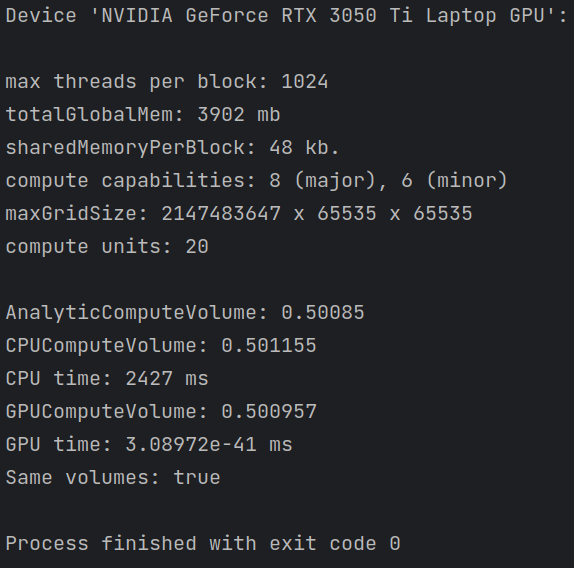 Device 'NVIDIA GeForce RTX 3050 Ti Laptop GPU':
max threads per block: 1024
totalGlobalMem: 3902 mb
sharedMemoryPerBlock: 48 kb.
compute capabilities: 8 (major), 6 (minor)
maxGridSize: 2147483647 x 65535 x 65535
compute units: 20
AnalyticComputeVolume: 0.50085
CPUComputeVolume: 0.501155
CPU time: 2427 ms
GPUComputeVolume: 0.500957
GPU time: 3.08972e-41 ms
Same volumes: true
Process finished with exit code 0